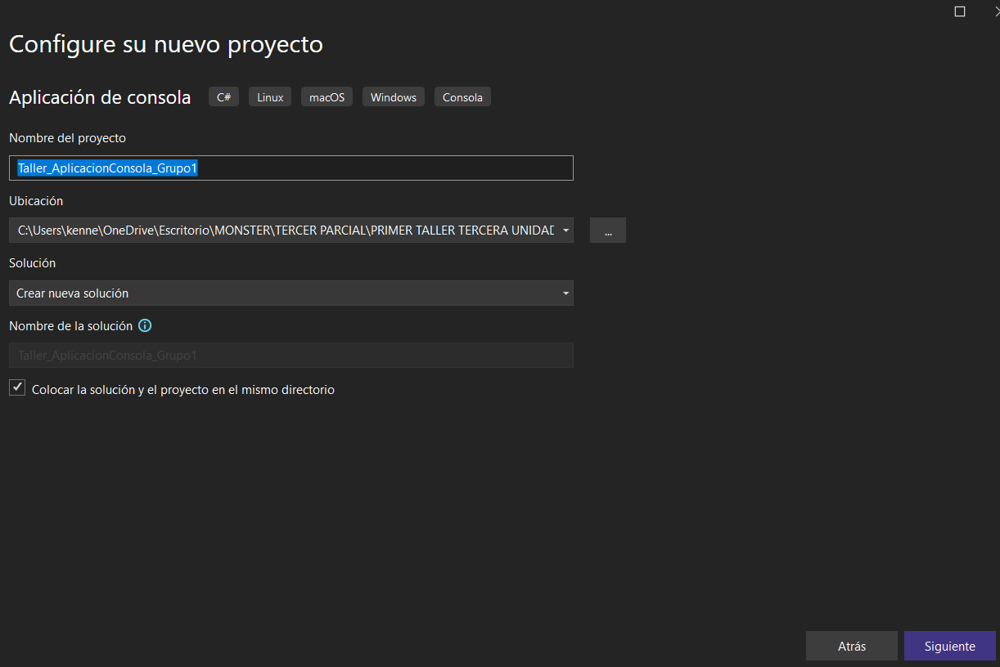 Configure su nuevo proyecto
Aplicación de consola C# Linux macOS Windows Consola
Nombre del proyecto
Taller_AplicacionConsola_Grupo1
Ubicación
C:\Users\kenne\OneDrive\Escritorio\MONSTER\TERCER PARCIAL\PRIMER TALLER TERCERA UNIDAD
...
Solución
Crear nueva solución
Nombre de la solución
Taller_AplicacionConsola_Grupo1
Colocar la solución y el proyecto en el mismo directorio
Atrás Siguiente